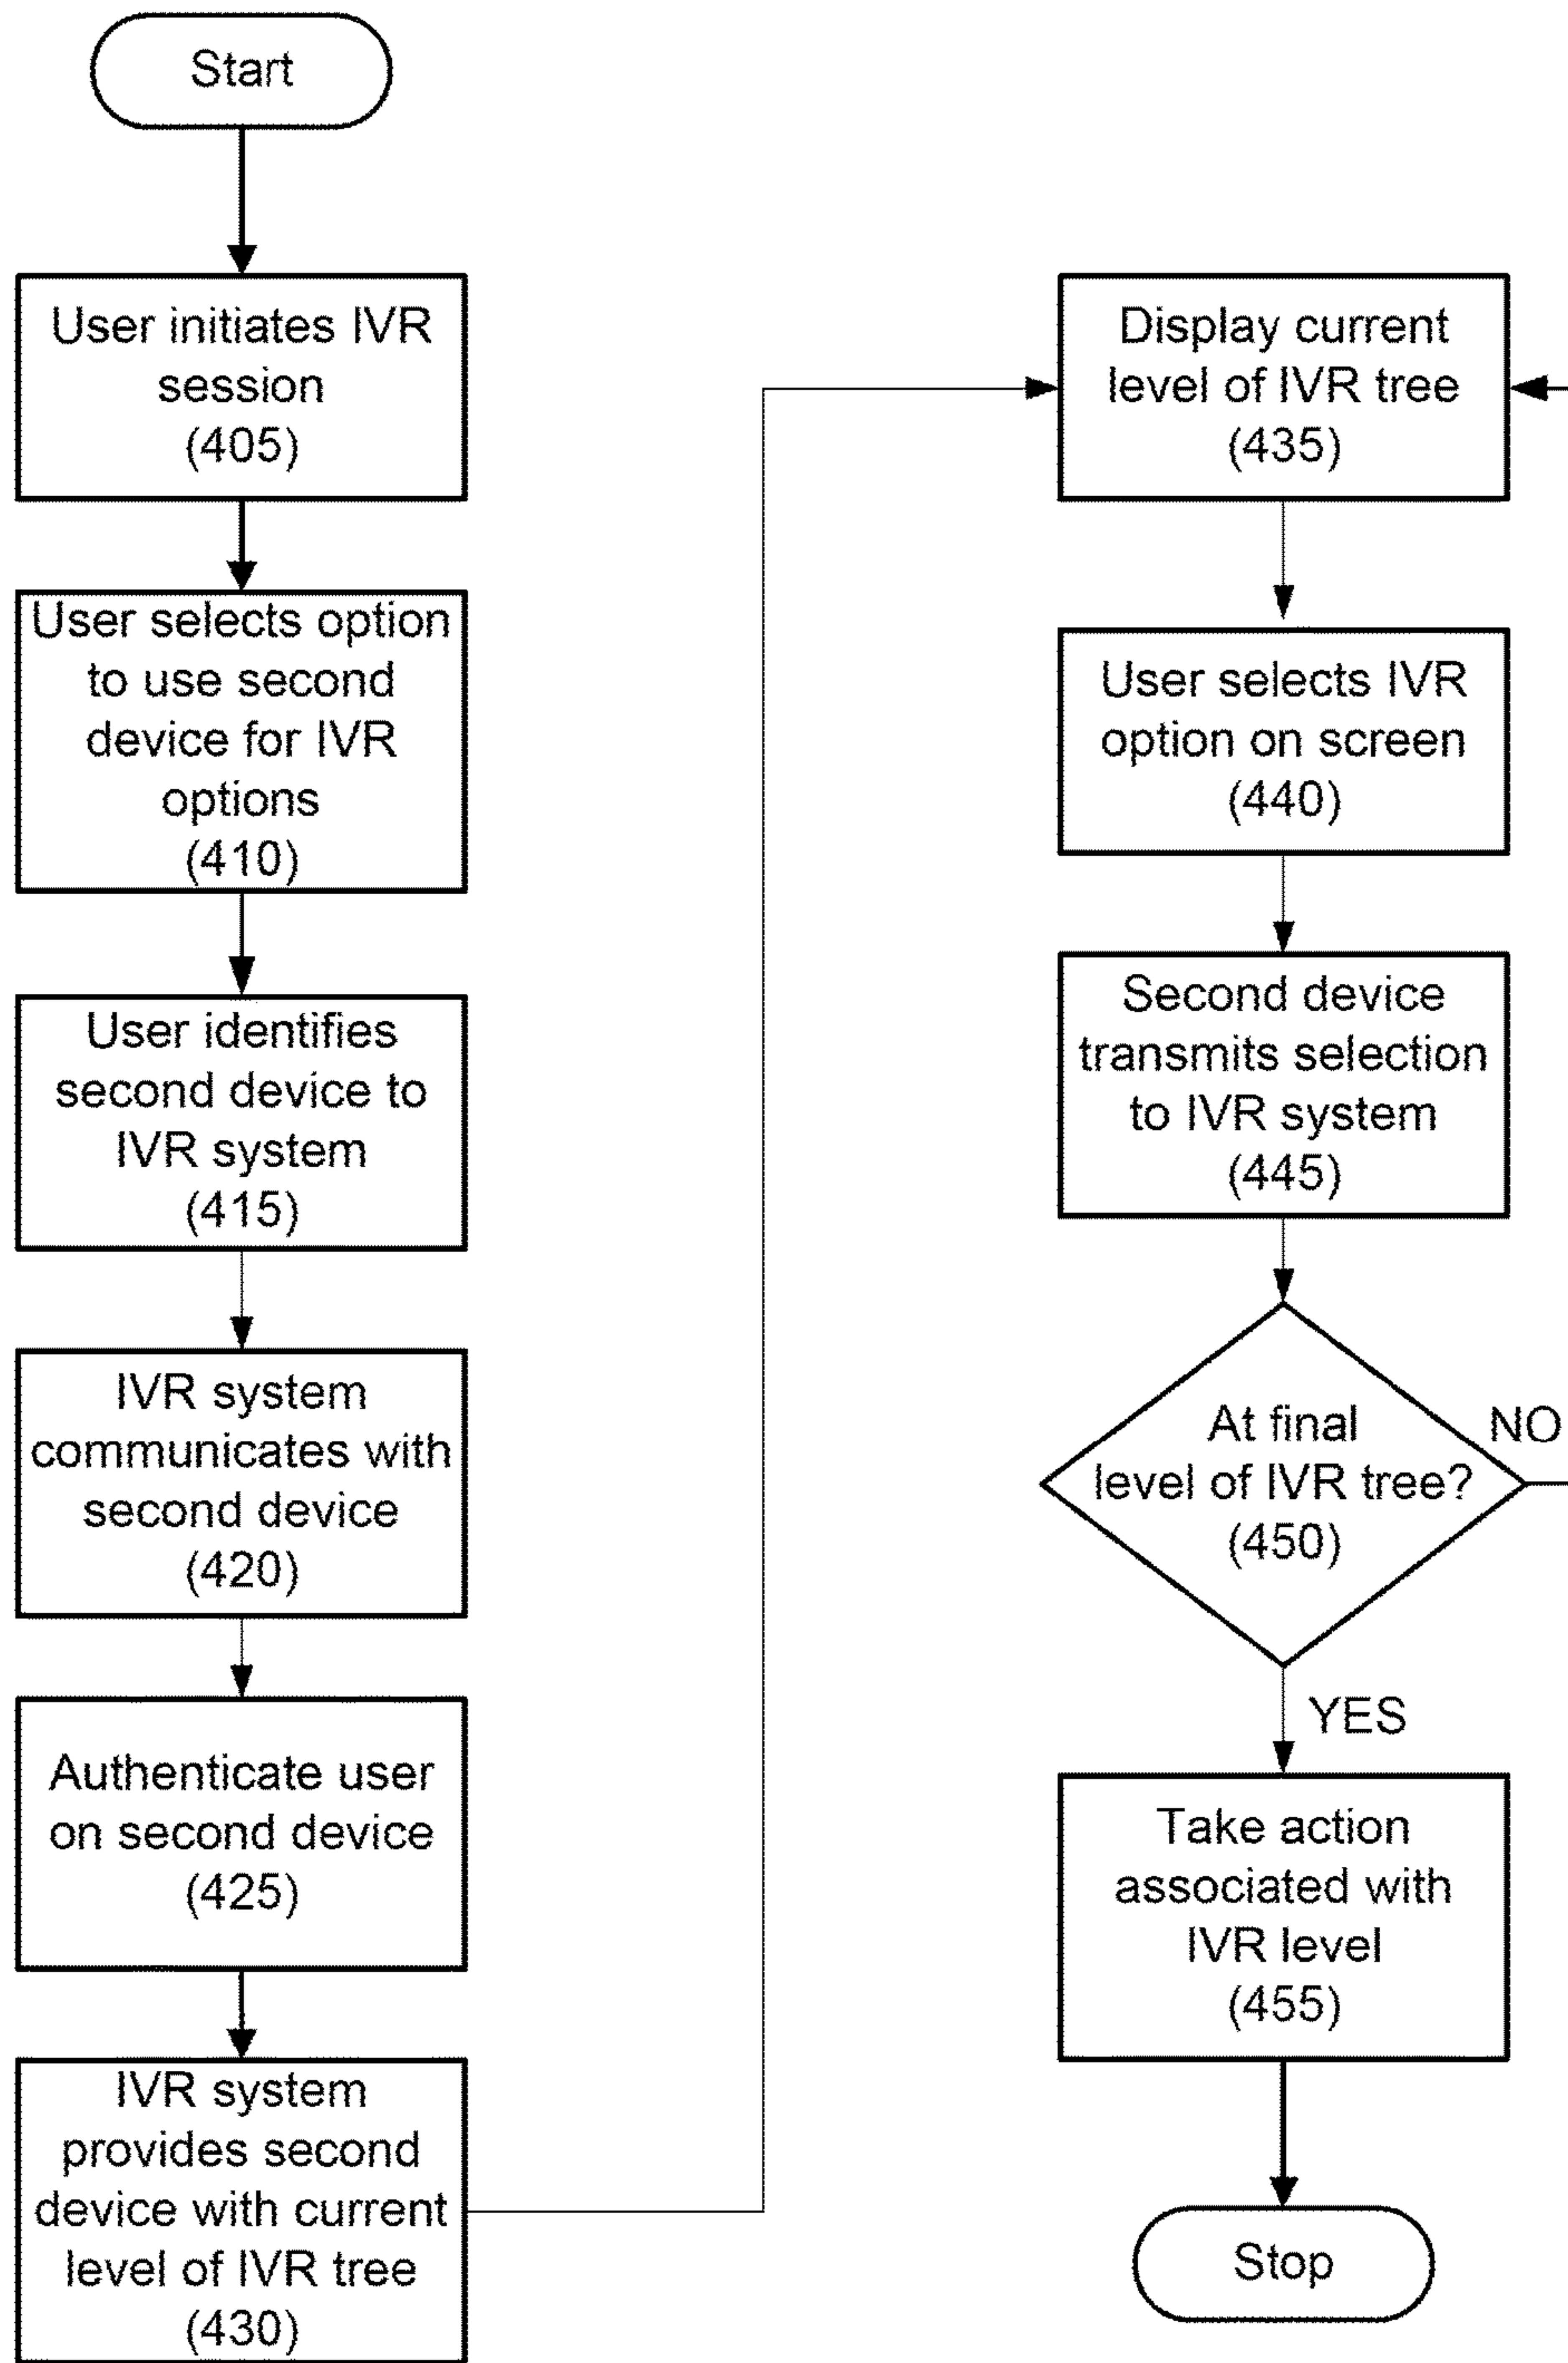 Start
User initiates IVR
session
(405)
User selects option
to use second
device for IVR
options
(410)
User identifies
second device to
IVR system
(415)
IVR system
communicates with
second device
(420)
Authenticate user
on second device
(425)
IVR system
provides second
device with current
level of IVR tree
(430)
Display current
level of IVR tree
(435)
User selects IVR
option on screen
(440)
Second device
transmits selection
to IVR system
(445)
At final
level of IVR tree?
(450)
NO
YES
Take action
associated with
IVR level
(455)
Stop